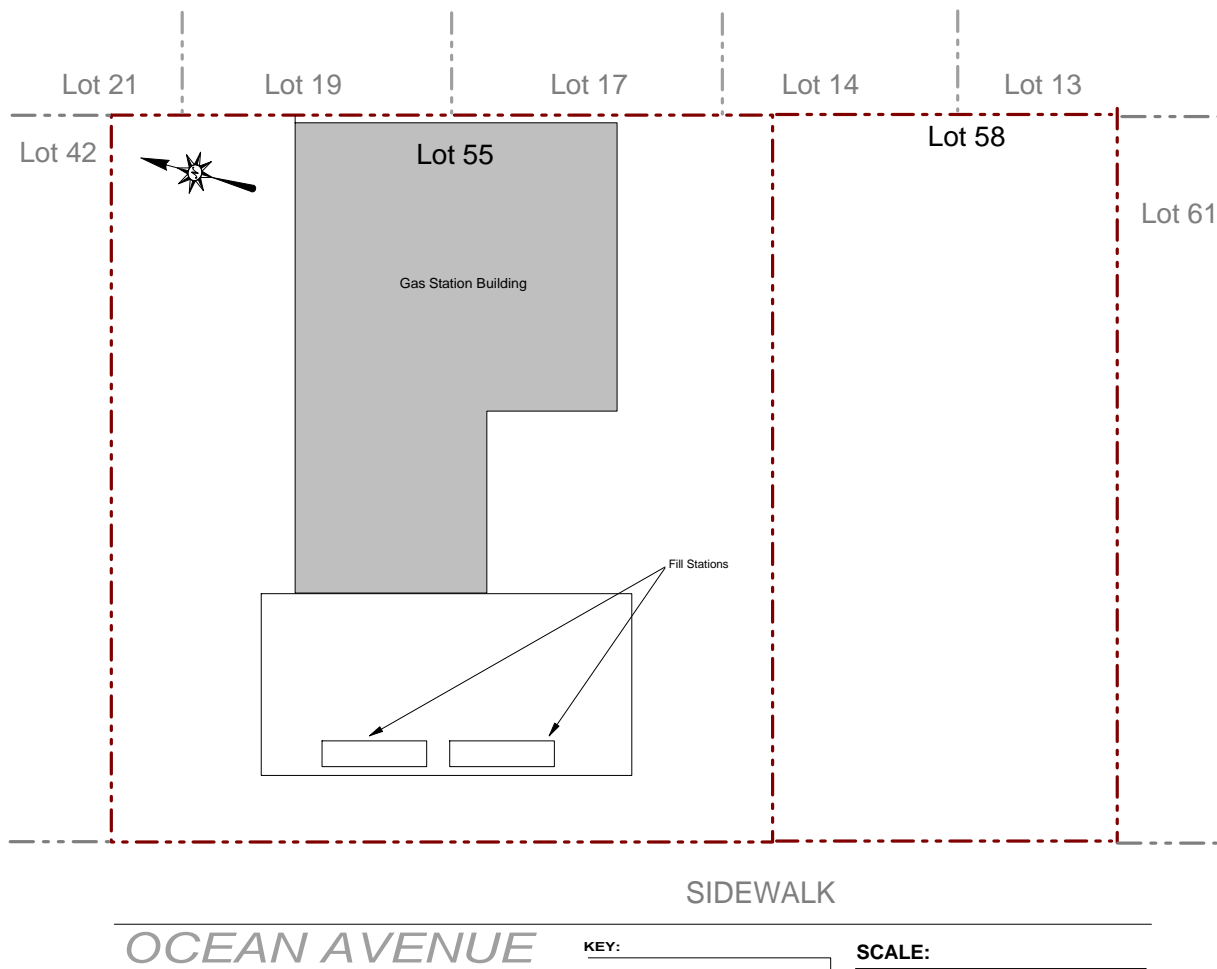 Lot 21
Lot 19
Lot 17
Lot 14
Lot 13
Lot 42
Lot 55
Lot 58
Lot 61
Gas Station Building
Fill Stations
SIDEWALK
OCEAN AVENUE
KEY:
SCALE: